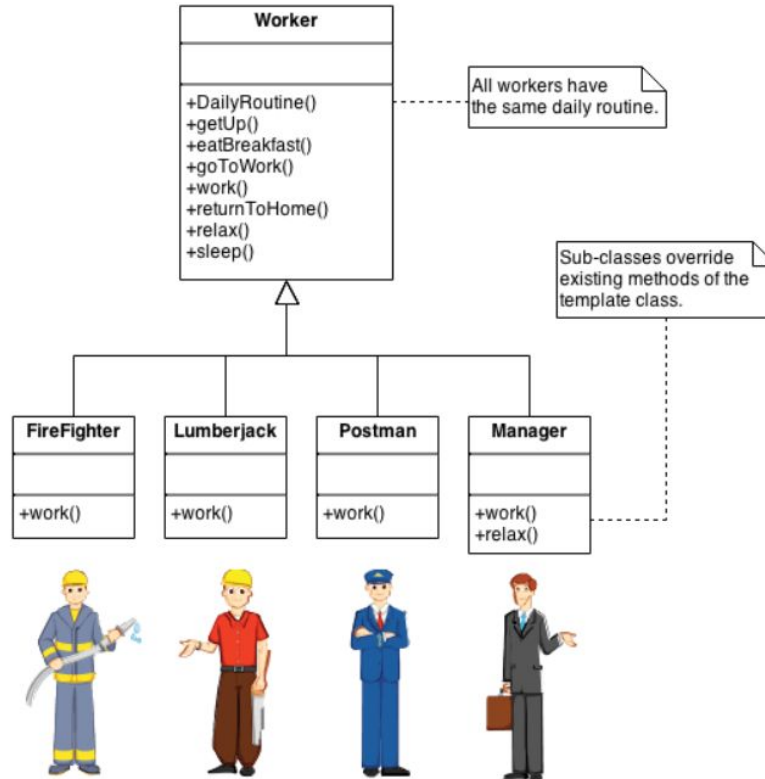 Worker
+DailyRoutine()
+getUp()
+eatBreakfast()
+goToWork()
+work()
+returnToHome()
+relax()
+sleep()
All workers have
the same daily routine.
Sub-classes override
existing methods of the
template class.
FireFighter
+work()
Lumberjack
+work()
Postman
+work()
Manager
+work()
+relax()